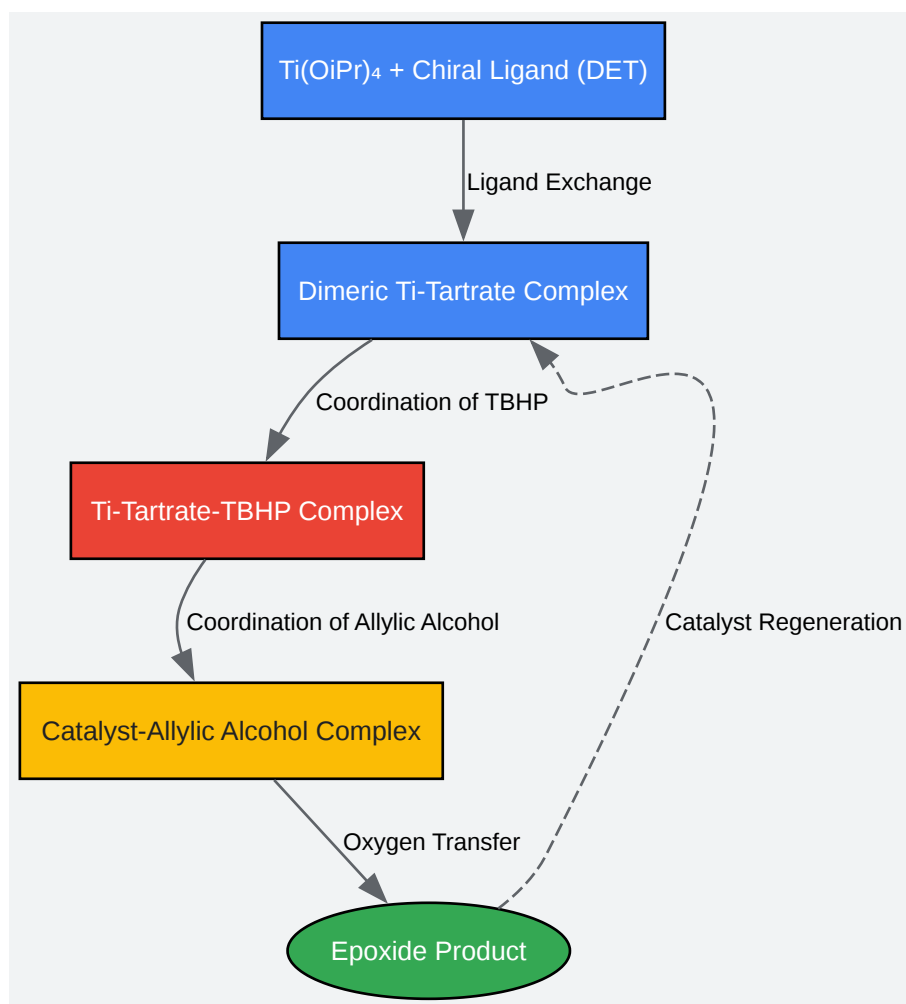 Ti(OiPr)₄ + Chiral Ligand (DET)
Ligand Exchange
Dimeric Ti-Tartrate Complex
Coordination of TBHP
Ti-Tartrate-TBHP Complex
Coordination of Allylic Alcohol
Catalyst Regeneration
Catalyst-Allylic Alcohol Complex
Oxygen Transfer
Epoxide Product